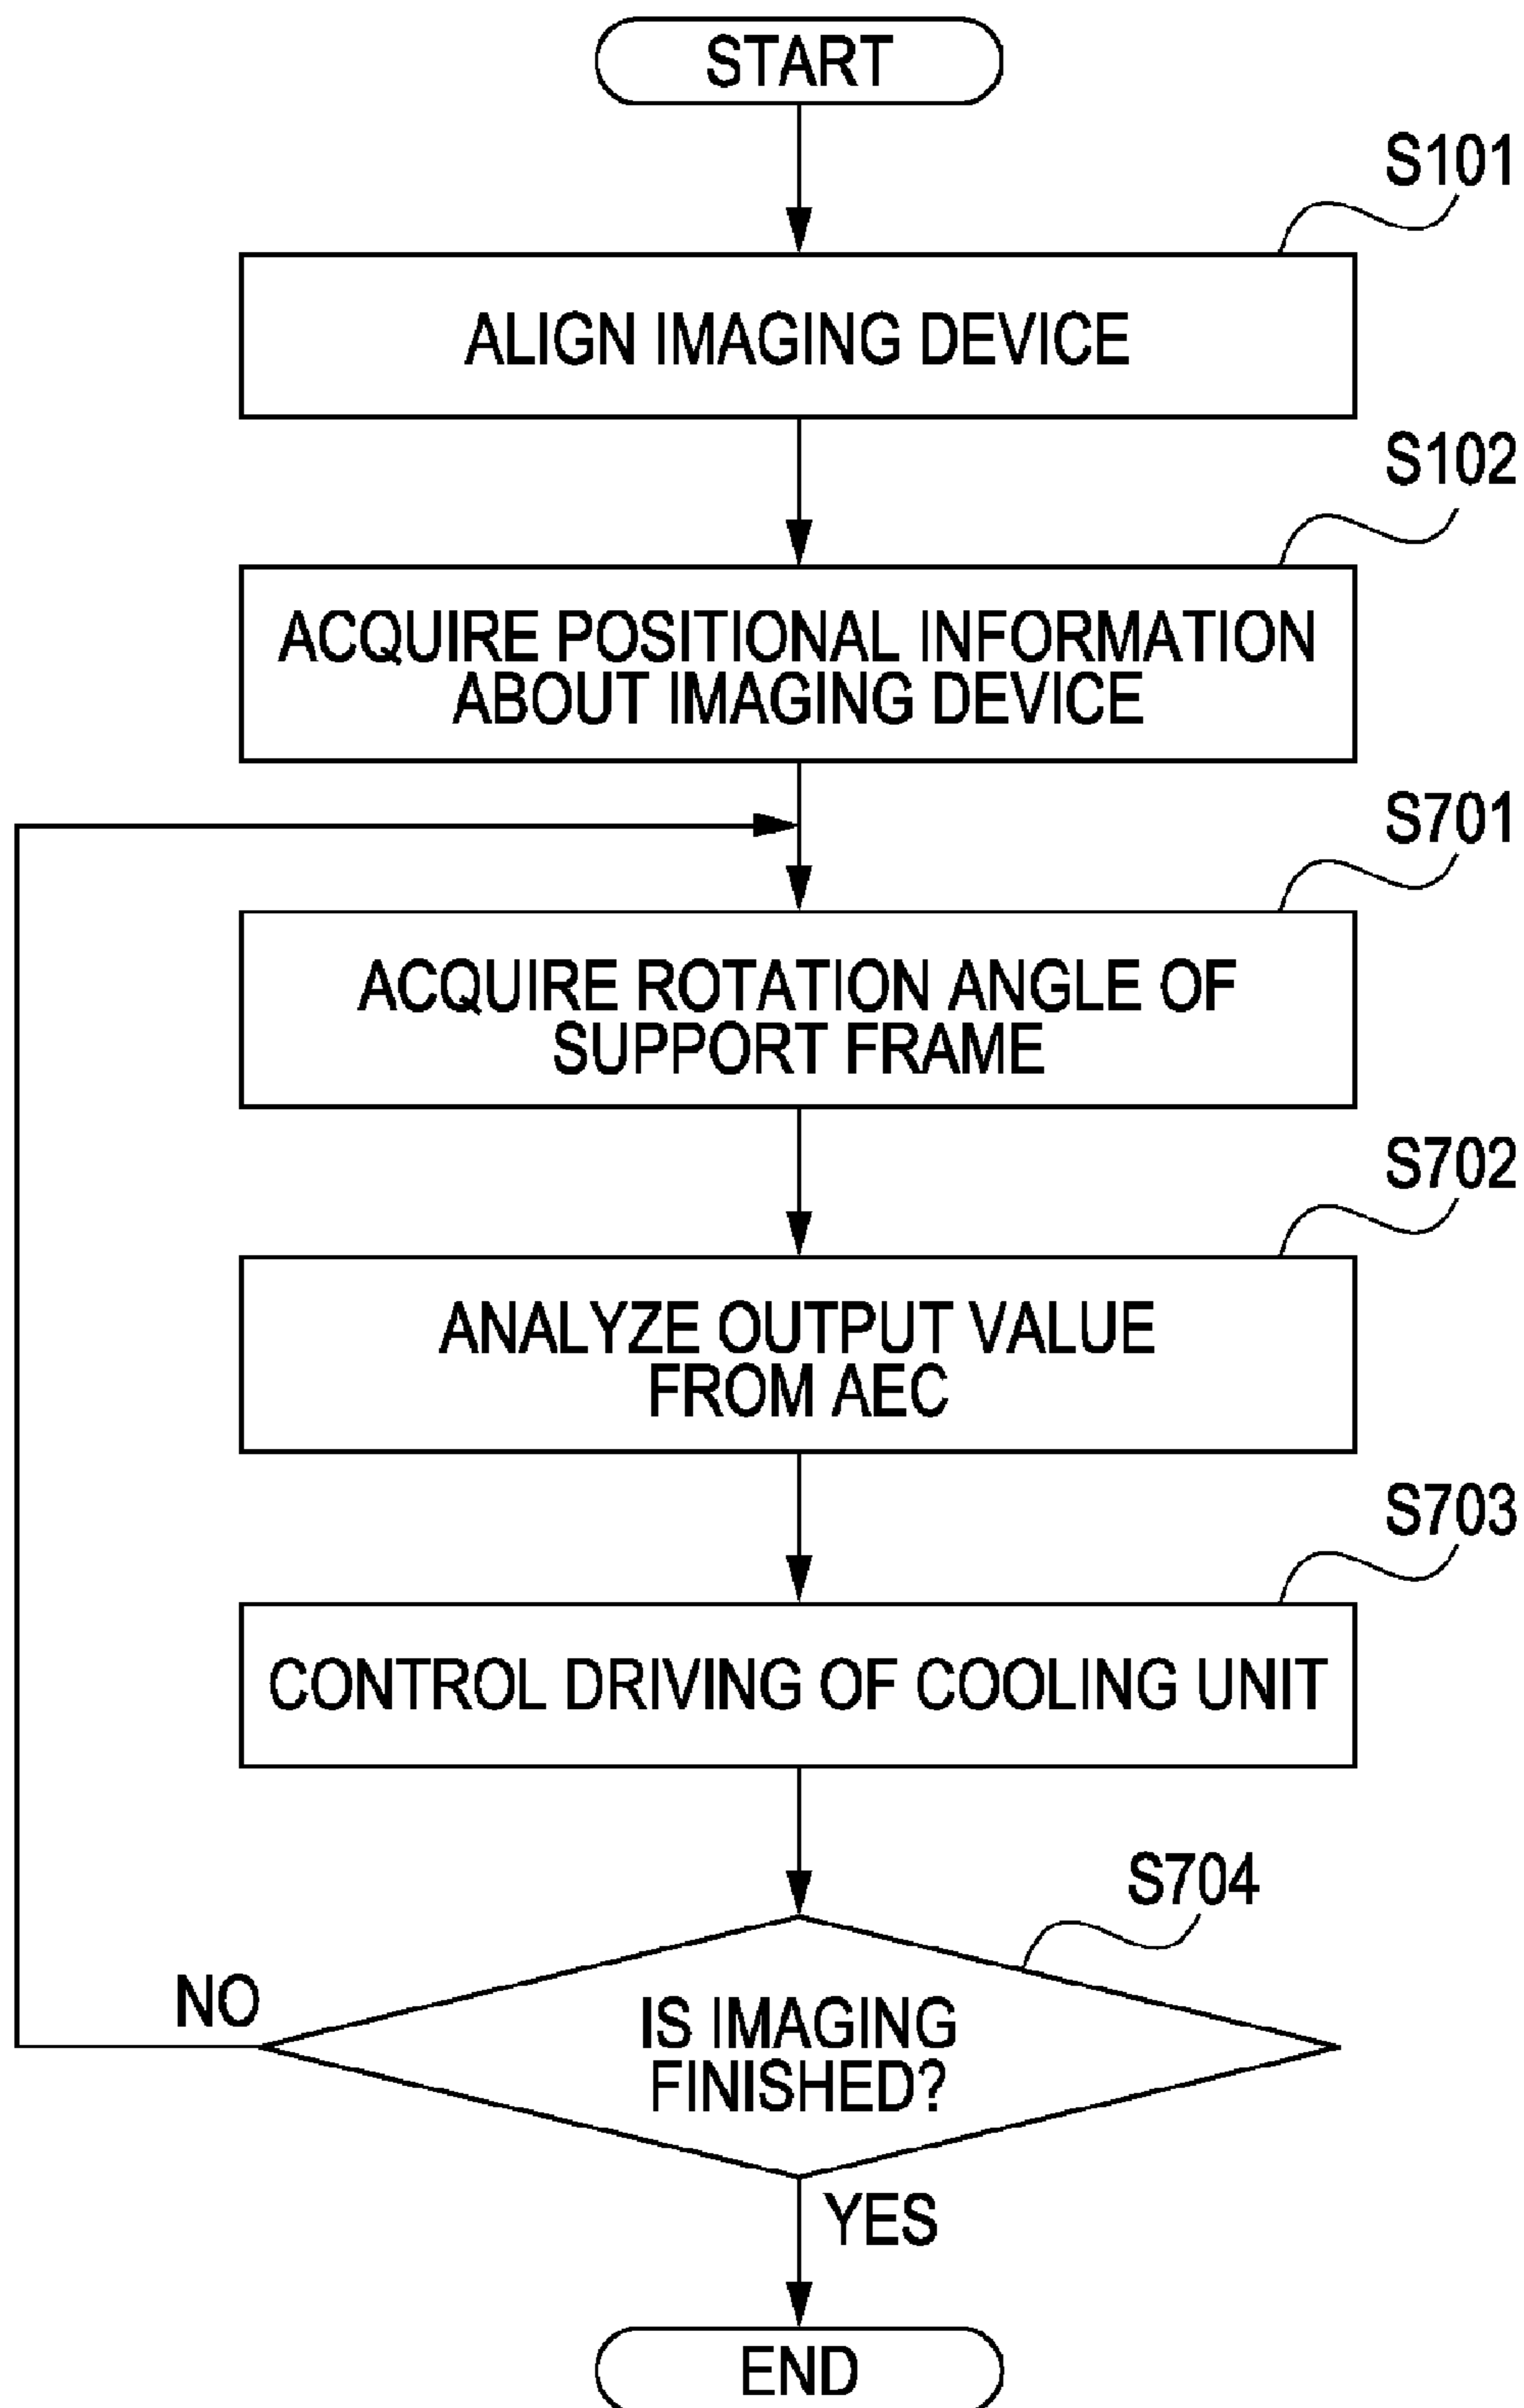 START
S101
ALIGN IMAGING DEVICE
S102
ACQUIRE POSITIONAL INFORMATION
ABOUT IMAGING DEVICE
S701
ACQUIRE ROTATION ANGLE OF
SUPPORT FRAME
S702
ANALYZE OUTPUT VALUE
FROM AEC
S703
CONTROL DRIVING OF COOLING UNIT
S704
NO
IS IMAGING
FINISHED?
YES
END